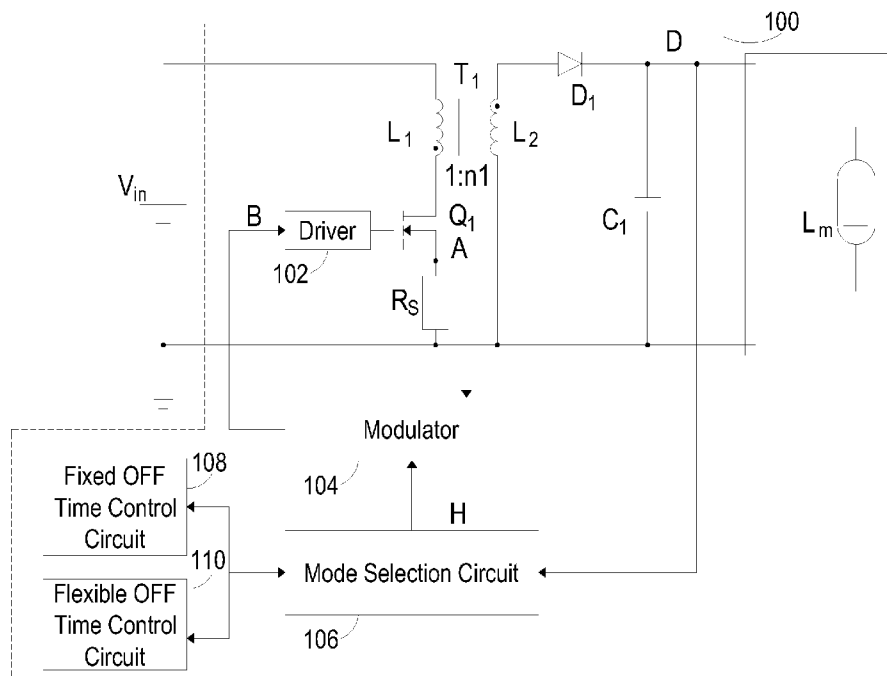 100
D
T1
D1
L1
L2
1:n1
Vin
B
Driver
Q1
A
C1
Lm
102
RS
Modulator
108
Fixed OFF
Time Control
Circuit
104
H
110
Mode Selection Circuit
Flexible OFF
Time Control
Circuit
106